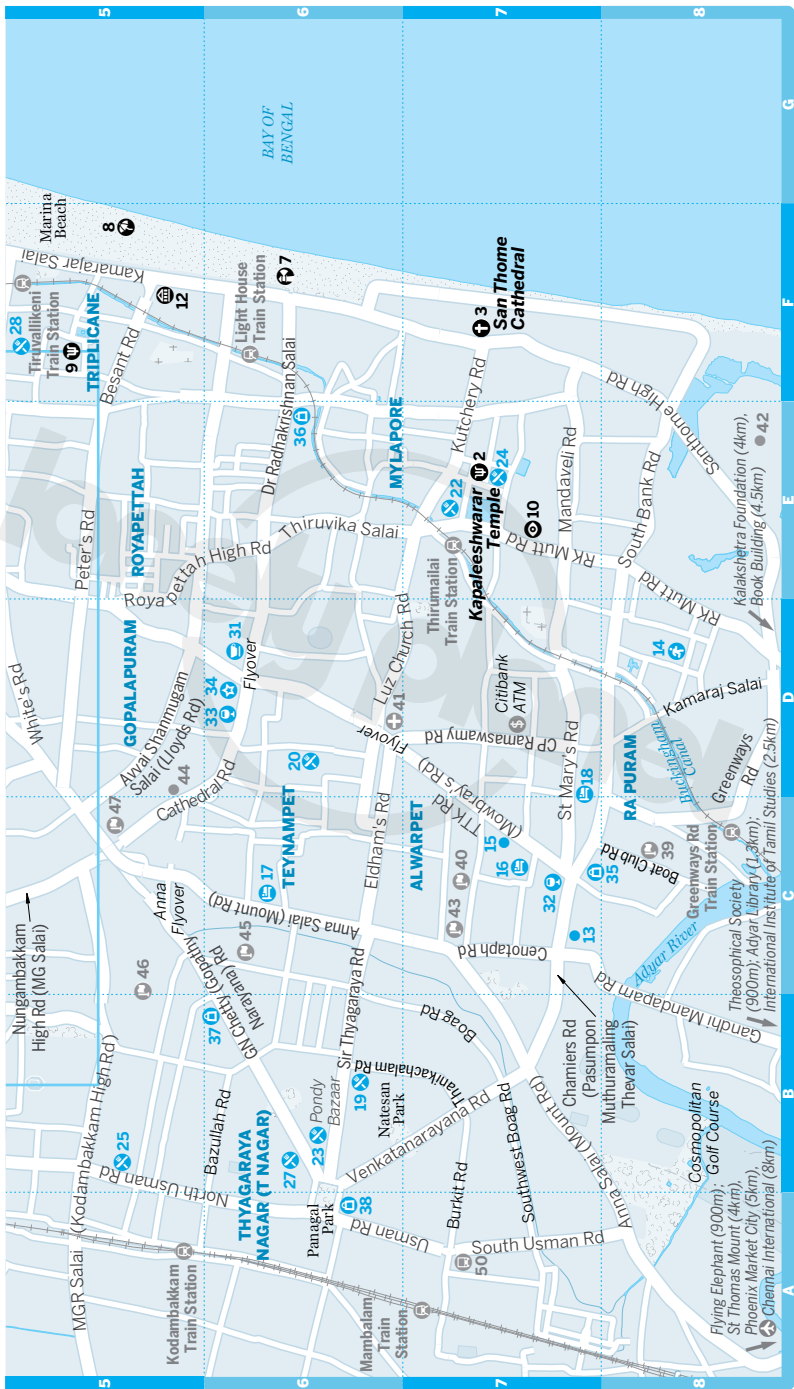 5
6
7
8
A
B
C
D
E
F
G
BAY OF
BENGAL
Marina
Beach
8
Kamarajar Salai
12
7
28
Tiruvallikeni
Train Station
9
TRIPLICANE
Besant Rd
Light House
Train Station
Dr Radhakrishnan Salai
36
3
San Thome
Cathedral
Kutchery Rd
MYLAPORE
Santhome High Rd
Peter's Rd
ROYAPETTAH
Royapettah High Rd
Thiruvika Salai
22
Kapaleeshwarar
Temple
2
24
10
Thirumailai
Train Station
Mandaveli Rd
RK Mutt Rd
South Bank Rd
RK Mutt Rd
Kalakshetra Foundation (4km);
Book Building (4.5km)
42
White's Rd
GOPALAPURAM
Avvai Shanmugam
Salai (Lloyds Rd)
33
34
31
Flyover
44
47
Cathedral Rd
20
Luz Church Rd
41
Flyover
Citibank
ATM
CP Ramaswamy Rd
St Mary's Rd
18
14
Kamaraj Salai
RA PURAM
Buckingham
Canal
Greenways
Rd
Nungambakkam
High Rd (MG Salai)
Anna
Flyover
17
TEYNAMPET
Eldham's Rd
ALWARPET
TTK Rd
(Mowbray's Rd)
15
16
40
43
32
35
Boat Club Rd
39
Greenways Rd
Train Station
46
45
Anna Salai (Mount Rd)
Cenotaph Rd
13
Adyar River
Theosophical Society
(900m); Adyar Library (1.3km);
International Institute of Tamil Studies (2.5km)
Gandhi Mandapam Rd
37
GN Chetty (Gopathy
Narayana) Rd
Sir Thyagaraya Rd
Boag Rd
Thanikachalam Rd
Chamiers Rd
(Pasumpon
Muthuramaling
Thevar Salai)
MGR Salai (Kodambakkam High Rd)
25
Bazullah Rd
North Usman Rd
THYAGARAYA
NAGAR (T NAGAR)
27
23
Pondy
Bazaar
19
Natesan
Park
Venkatanarayana Rd
Panagal
Park
38
Usman Rd
Burkit Rd
Southwest Boag Rd
Anna Salai (Mount Rd)
Cosmopolitan
Golf Course
South Usman Rd
50
Kodambakkam
Train Station
Mambalam
Train
Station
Flying Elephant (900m);
St Thomas Mount (4km),
Phoenix Market City (5km),
Chennai International (8km)
5
6
7
8
lonely planet